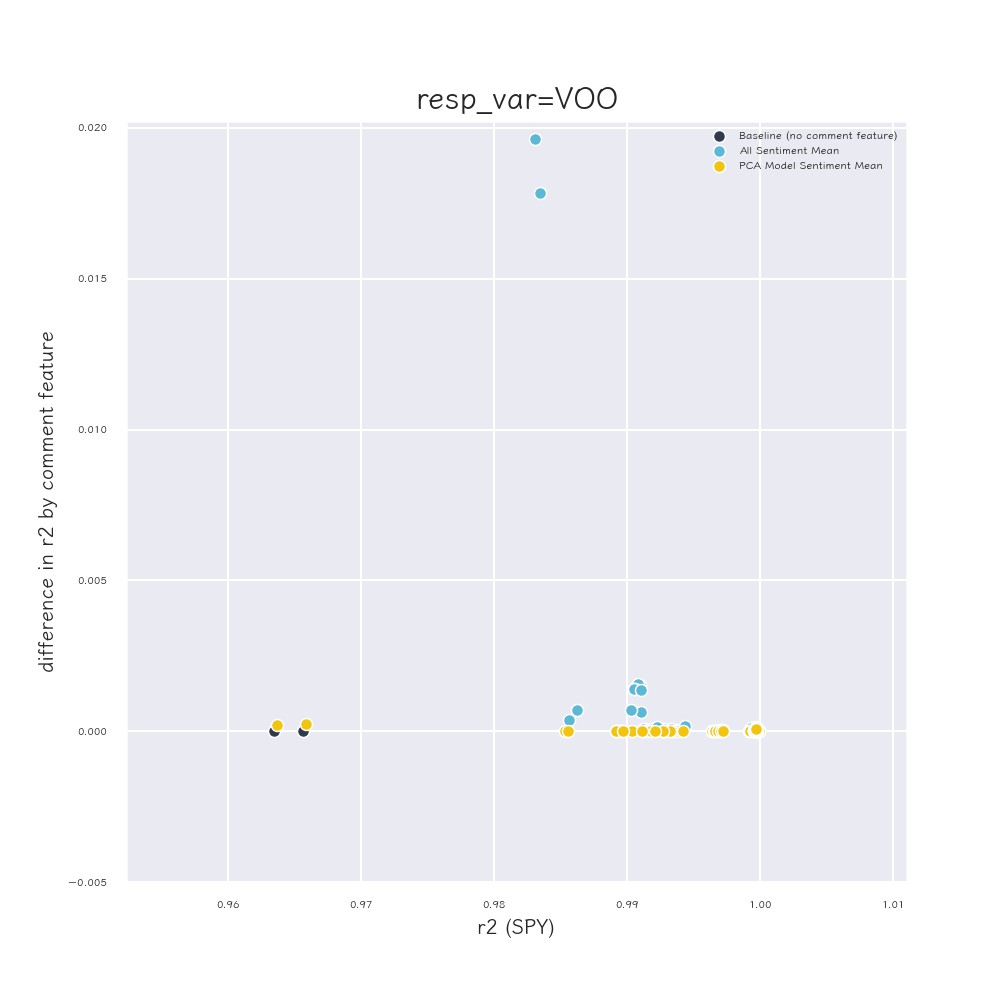 resp_var=VOO
Baseline (no comment feature)
All Sentiment Mean
PCA Model Sentiment Mean
difference in r2 by comment feature
0.020
0.015
0.010
0.005
0.000
−0.005
0.96 0.97 0.98 0.99 1.00 1.01
r2 (SPY)